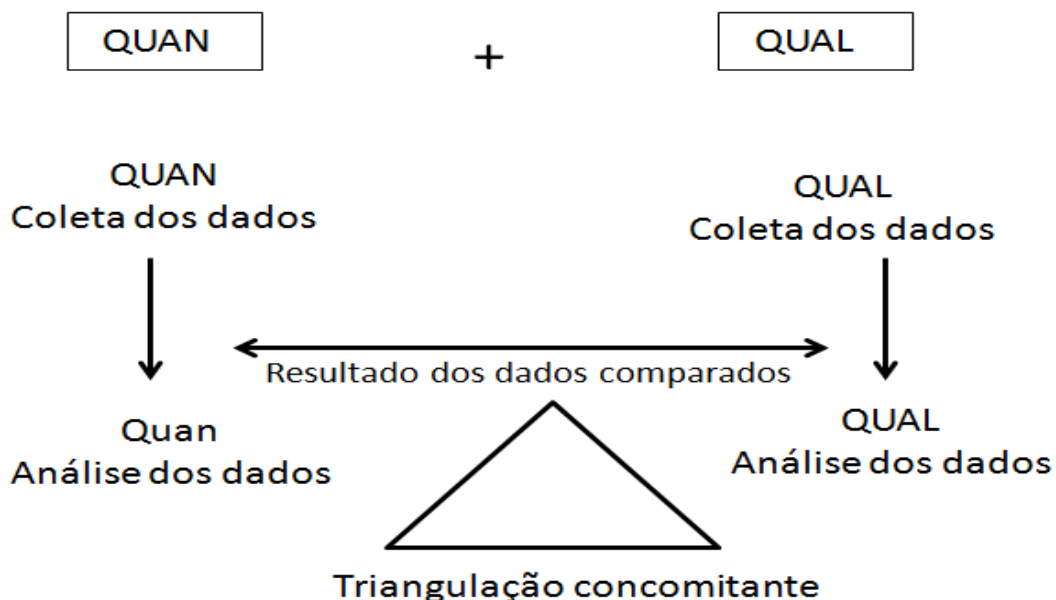 QUAN
+
QUAL
QUAN
Coleta dos dados
QUAL
Coleta dos dados
Resultado dos dados comparados
Quan
Análise dos dados
QUAL
Análise dos dados
Triangulação concomitante